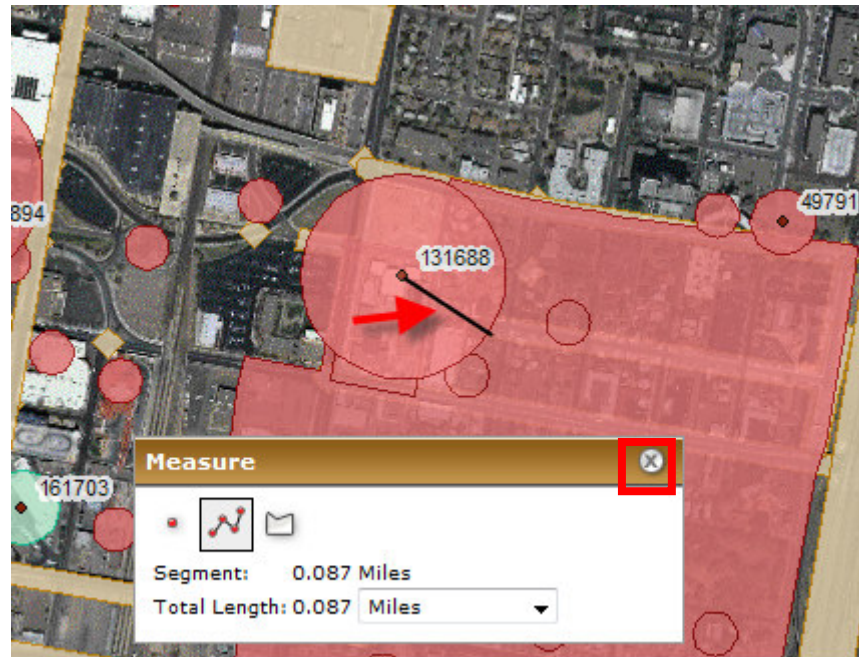 894
49791
131688
161703
Measure
Segment: 0.087 Miles
Total Length: 0.087 Miles